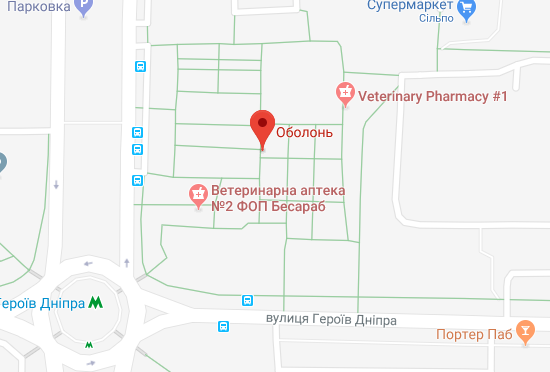 Парковка
Супермаркет
Сільпо
Veterinary Pharmacy #1
Оболонь
Ветеринарна аптека
№2 ФОП Бесараб
Героїв Дніпра
вулиця Героїв Дніпра
Портер Паб